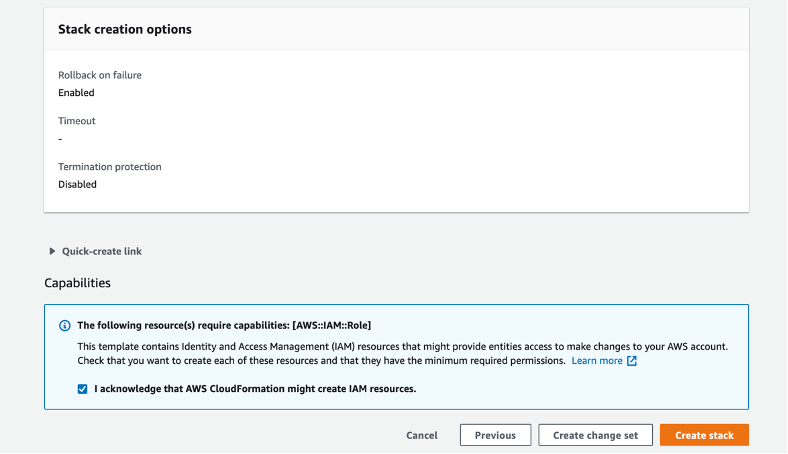 Stack creation options
Rollback on failure
Enabled
Timeout
-
Termination protection
Disabled
Quick-create link
Capabilities
The following resource(s) require capabilities: [AWS::IAM::Role]
This template contains Identity and Access Management (IAM) resources that might provide entities access to make changes to your AWS account.
Check that you want to create each of these resources and that they have the minimum required permissions. Learn more
I acknowledge that AWS CloudFormation might create IAM resources.
Cancel Previous Create change set Create stack